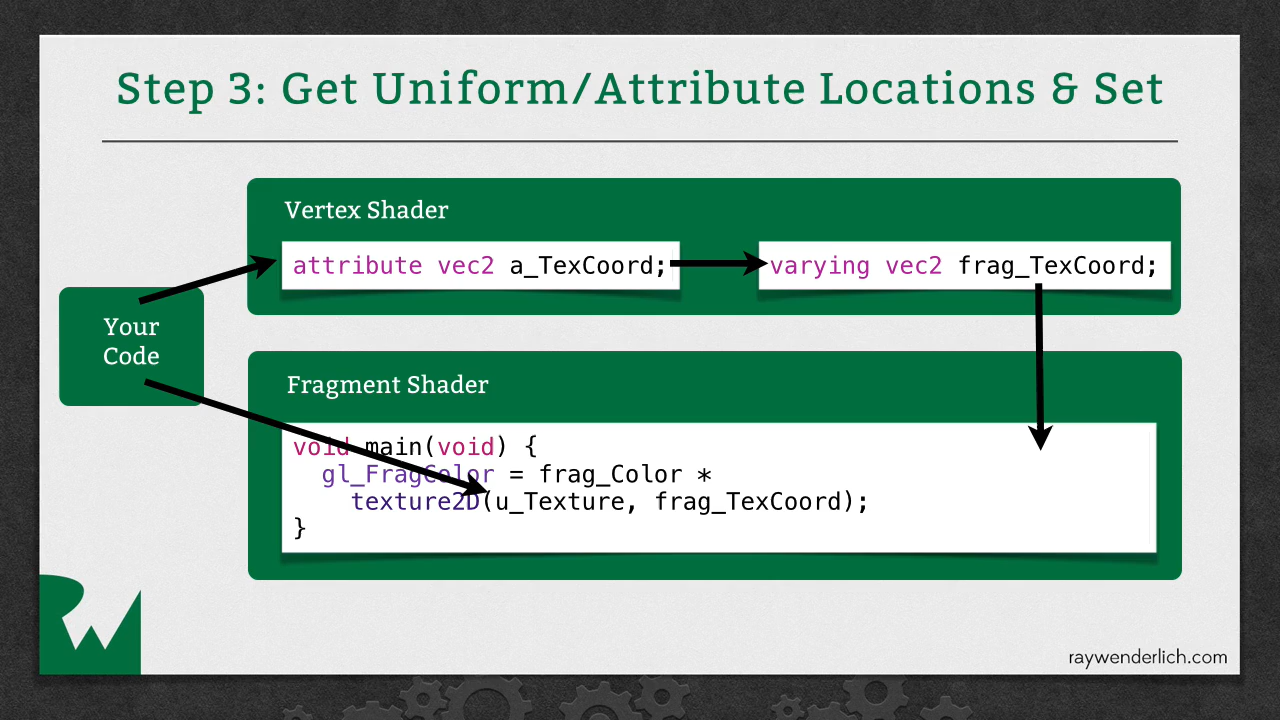 Step 3: Get Uniform/Attribute Locations & Set
Vertex Shader
attribute vec2 a_TexCoord;
varying vec2 frag_TexCoord;
Your
Code
Fragment Shader
void main(void) {
  gl_FragColor = frag_Color *
    texture2D(u_Texture, frag_TexCoord);
}
raywenderlich.com